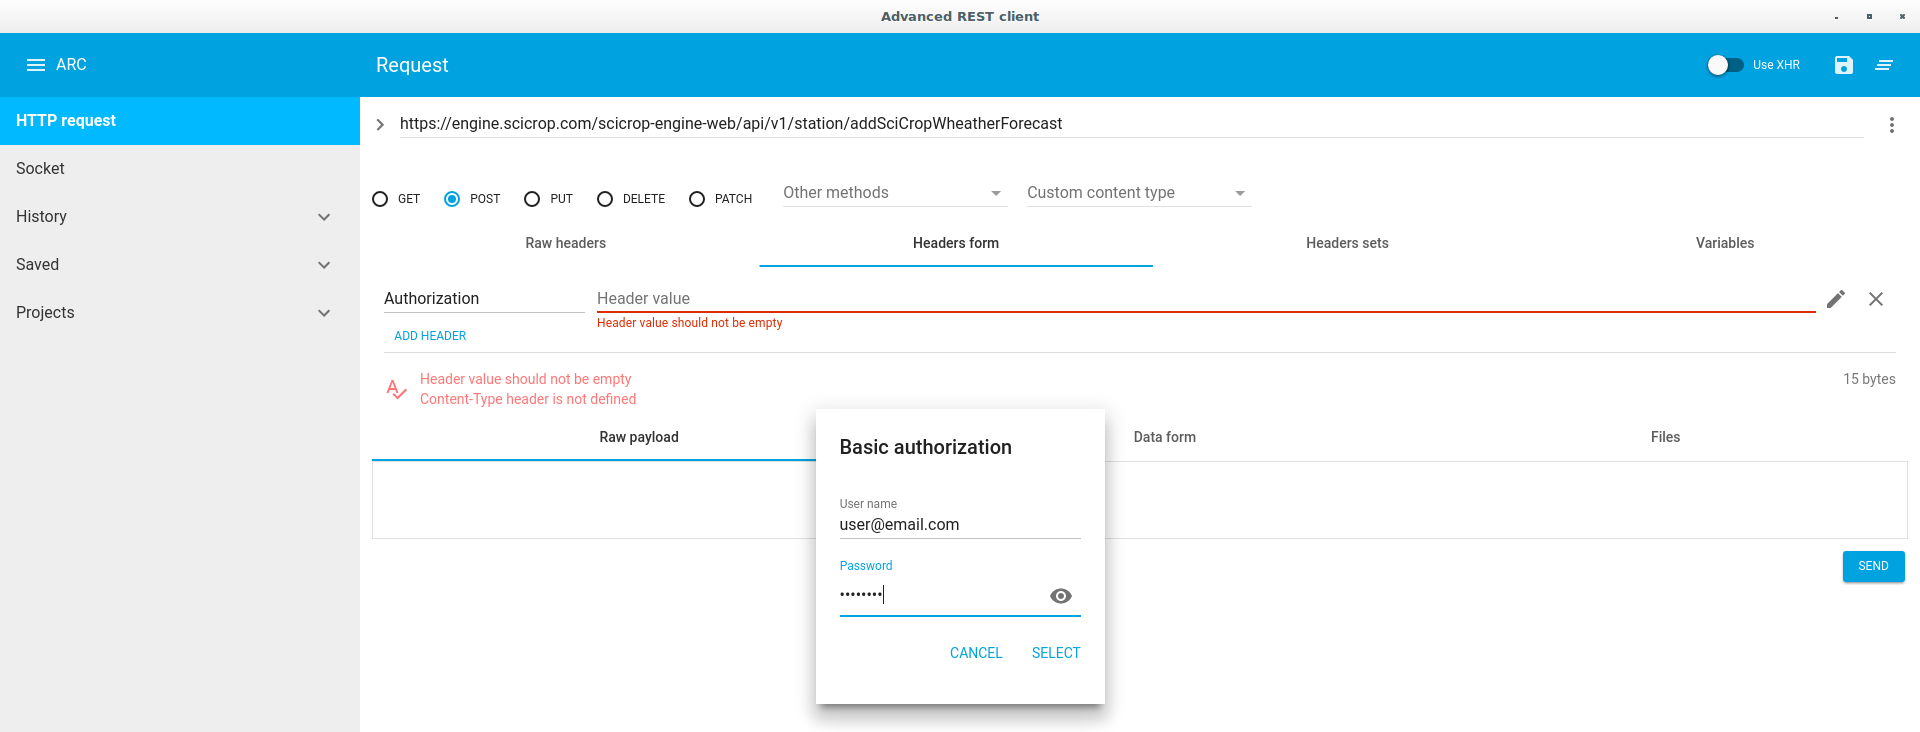 Advanced REST client
ARC
Request
Use XHR
HTTP request
Socket
History
Saved
Projects
https://engine.scicrop.com/scicrop-engine-web/api/v1/station/addSciCropWheatherForecast
GET POST PUT DELETE PATCH Other methods Custom content type
Raw headers Headers form Headers sets Variables
Authorization Header value
Header value should not be empty
ADD HEADER
Header value should not be empty 15 bytes
Content-Type header is not defined
Raw payload Data form Files
Basic authorization
User name
user@email.com
Password
••••••••
CANCEL SELECT
SEND